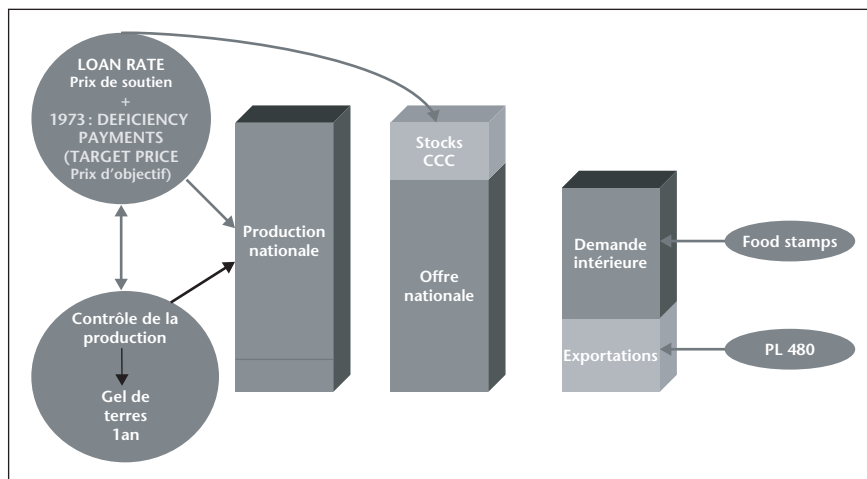 LOAN RATE
Prix de soutien
+
1973 : DEFICIENCY
PAYMENTS
(TARGET PRICE
Prix d’objectif)
Production
nationale
Contrôle de la
production
Gel de
terres
1an
Stocks
CCC
Offre
nationale
Demande
intérieure
Exportations
Food stamps
PL 480